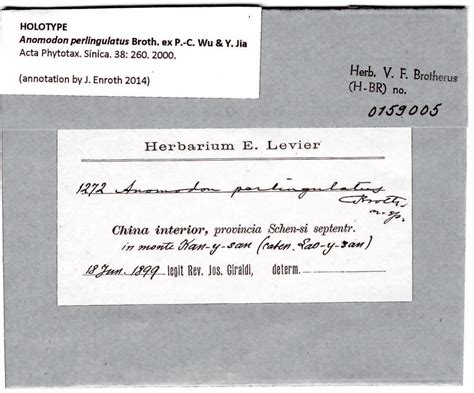 HOLOTYPE
Anomodon perlingulatus Broth. ex P.-C. Wu & Y. Jia
Acta Phytotax. Sinica. 38: 260. 2000.
(annotation by J. Enroth 2014)
Herb. V. F. Brotherus
(H-BR) no.
0159005
Herbarium E. Levier
1272 Anomodon perlingulatus
Broth.
n. sp.
China interior, provincia Schen-si septentr.
in monte Kan-y-san (caten. Lao-y-san)
18 Jun. 1899 legit Rev. Jos. Giraldi, determ.